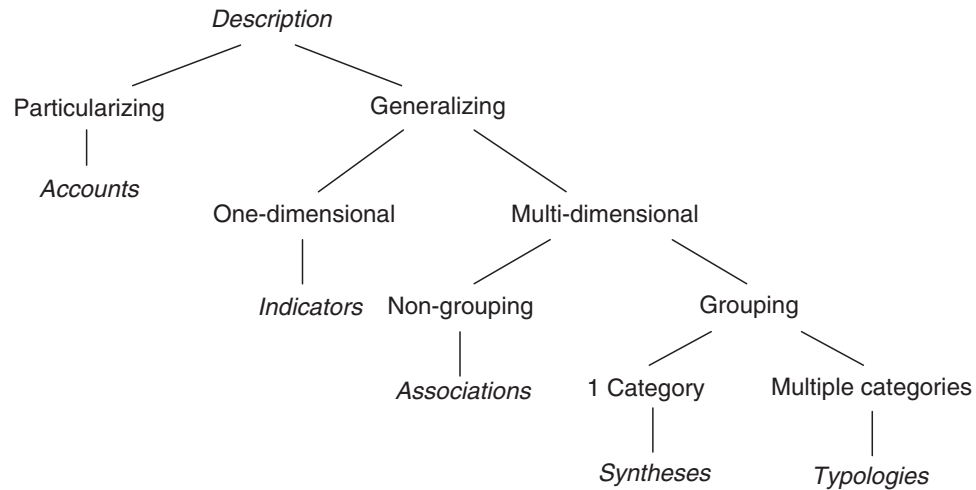 Description
Particularizing
Generalizing
Accounts
One-dimensional
Multi-dimensional
Indicators
Non-grouping
Grouping
Associations
1 Category
Multiple categories
Syntheses
Typologies